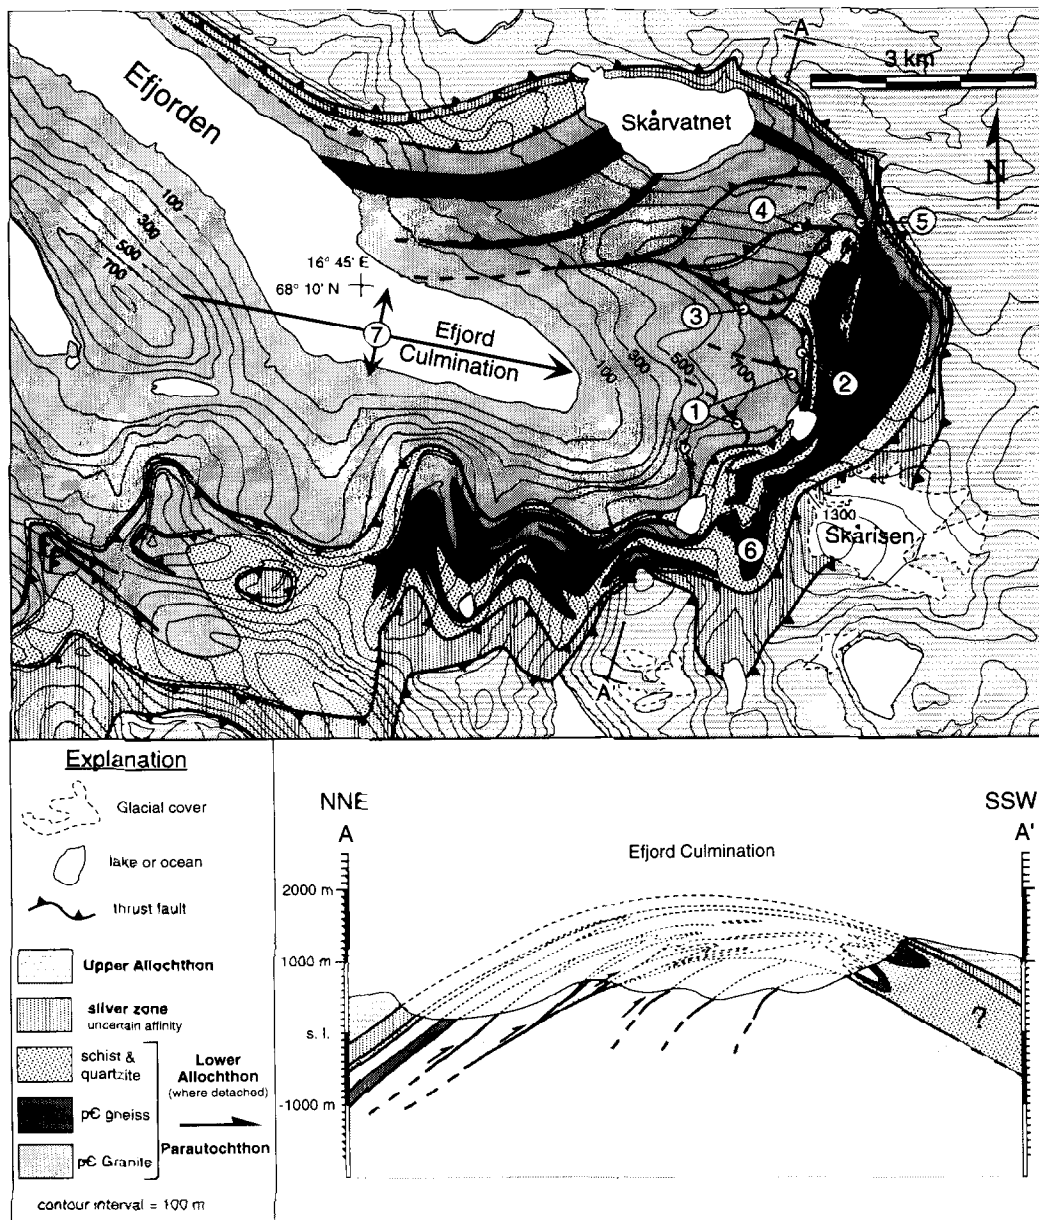 A
3 km
Efjorden
Skårvatnet
N
4
5
16° 45' E
68° 10' N
3
7
Efjord
Culmination
100
300
500
700
100
300
500
700
2
1
1300
Skårisen
6
A'
Explanation
Glacial cover
lake or ocean
thrust fault
Upper Allochthon
sliver zone
uncertain affinity
schist &
quartzite
Lower
Allochthon
(where detached)
p€ gneiss
Parautochthon
p€ Granite
contour interval = 100 m
NNE
SSW
A
A'
Efjord Culmination
2000 m
1000 m
s. l.
-1000 m
?